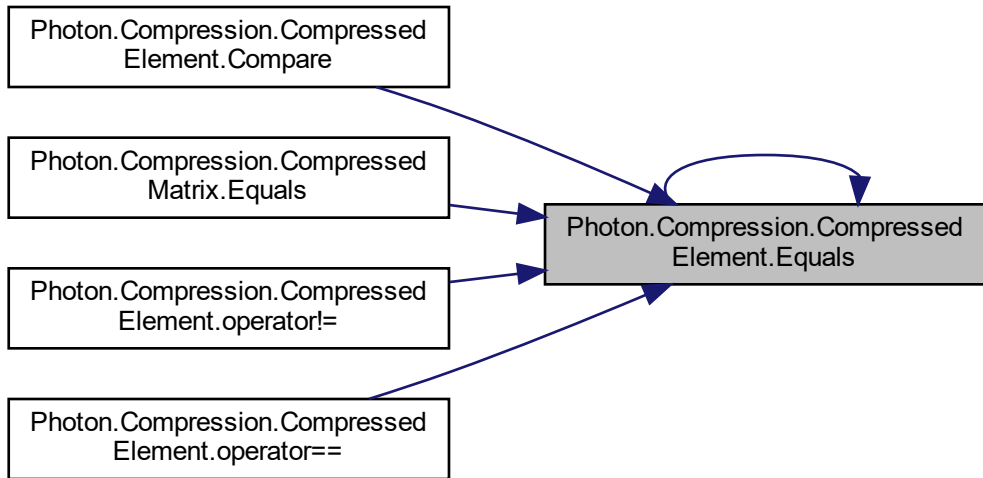 Photon.Compression.Compressed
Element.Compare
Photon.Compression.Compressed
Matrix.Equals
Photon.Compression.Compressed
Element.Equals
Photon.Compression.Compressed
Element.operator!=
Photon.Compression.Compressed
Element.operator==